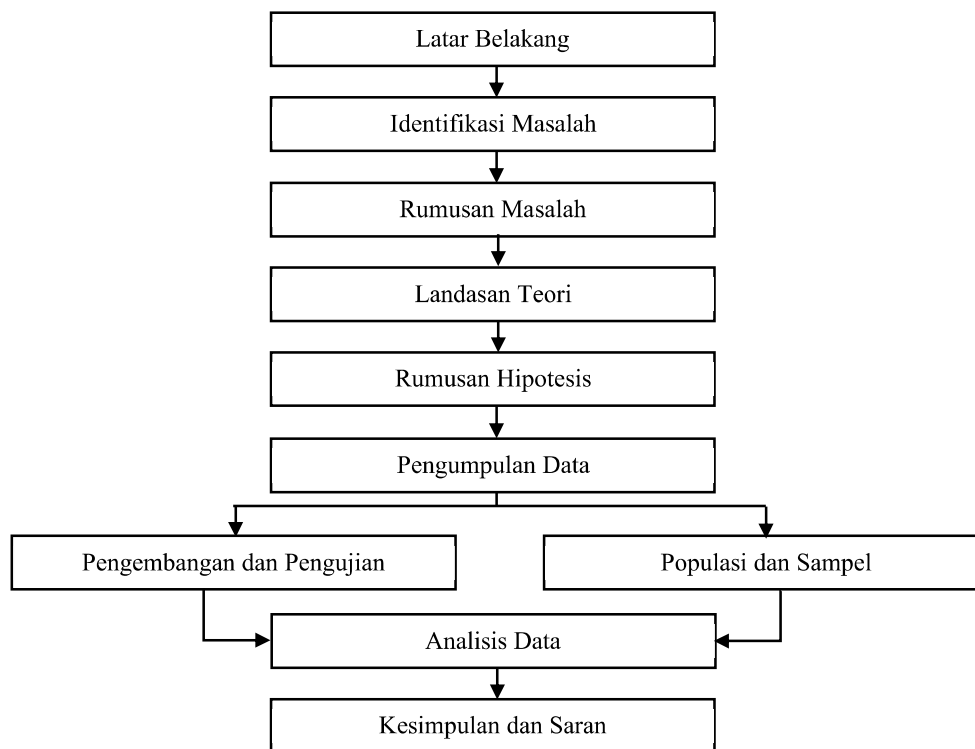 Latar Belakang
Identifikasi Masalah
Rumusan Masalah
Landasan Teori
Rumusan Hipotesis
Pengumpulan Data
Pengembangan dan Pengujian
Populasi dan Sampel
Analisis Data
Kesimpulan dan Saran